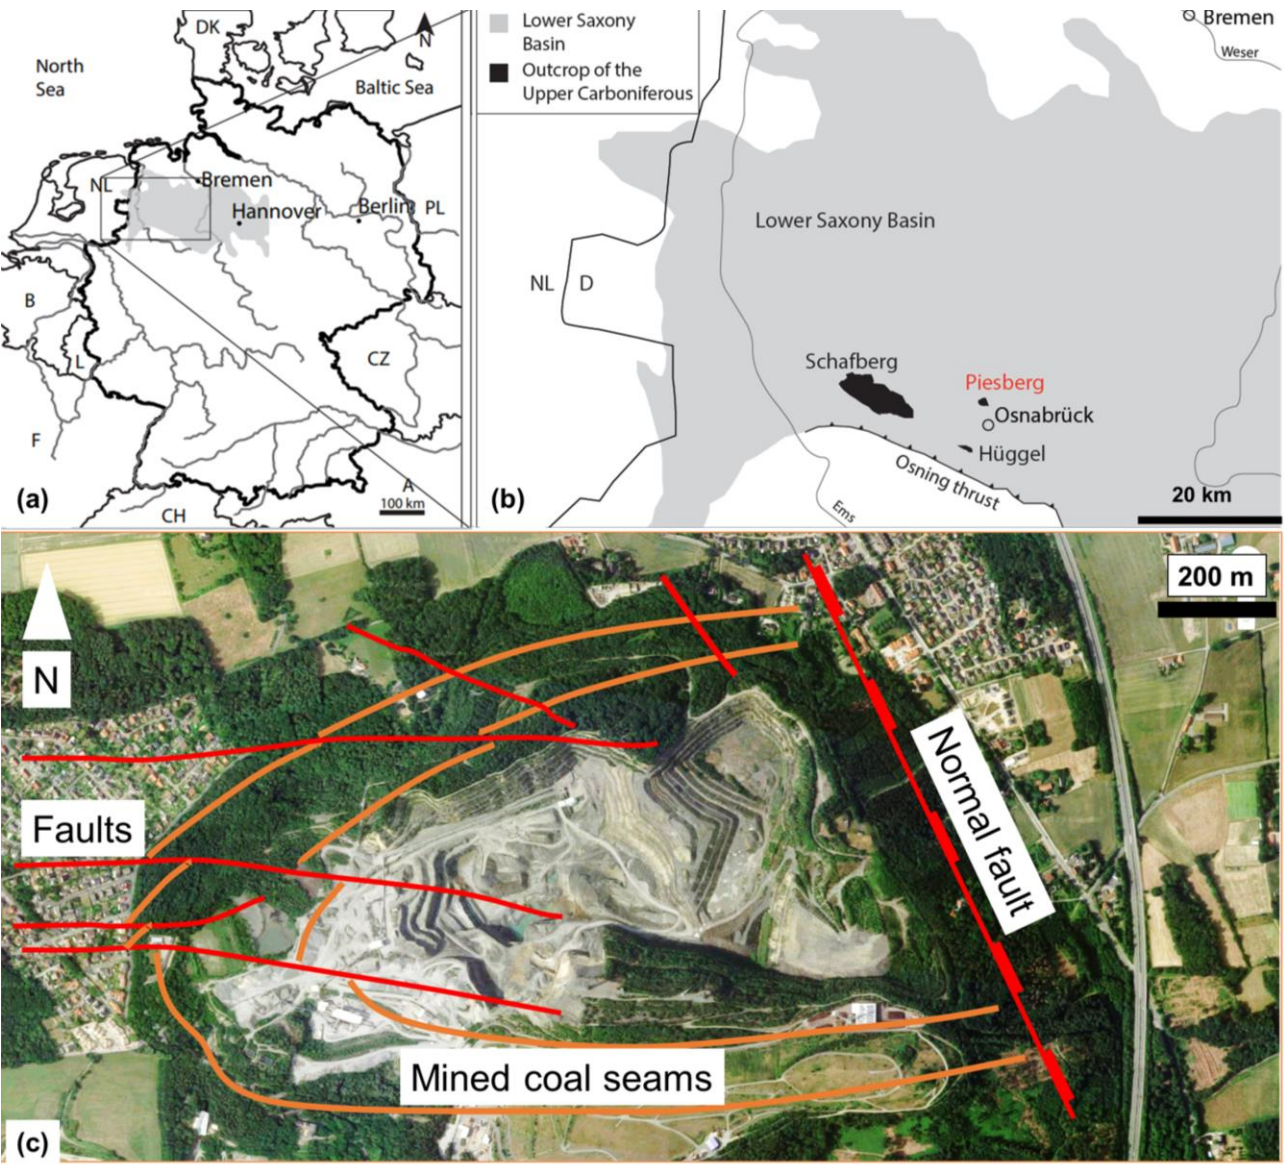 DK
N
North
Sea
Baltic Sea
NL
Bremen
Hannover
Berlin
PL
B
L
CZ
F
A
(a)
100 km
CH
Lower Saxony
Basin
Outcrop of the
Upper Carboniferous
Bremen
Weser
Lower Saxony Basin
NL
D
Schafberg
Piesberg
Osnabrück
Hüggel
Osning thrust
20 km
(b)
Ems
200 m
N
Normal fault
Faults
Mined coal seams
(c)